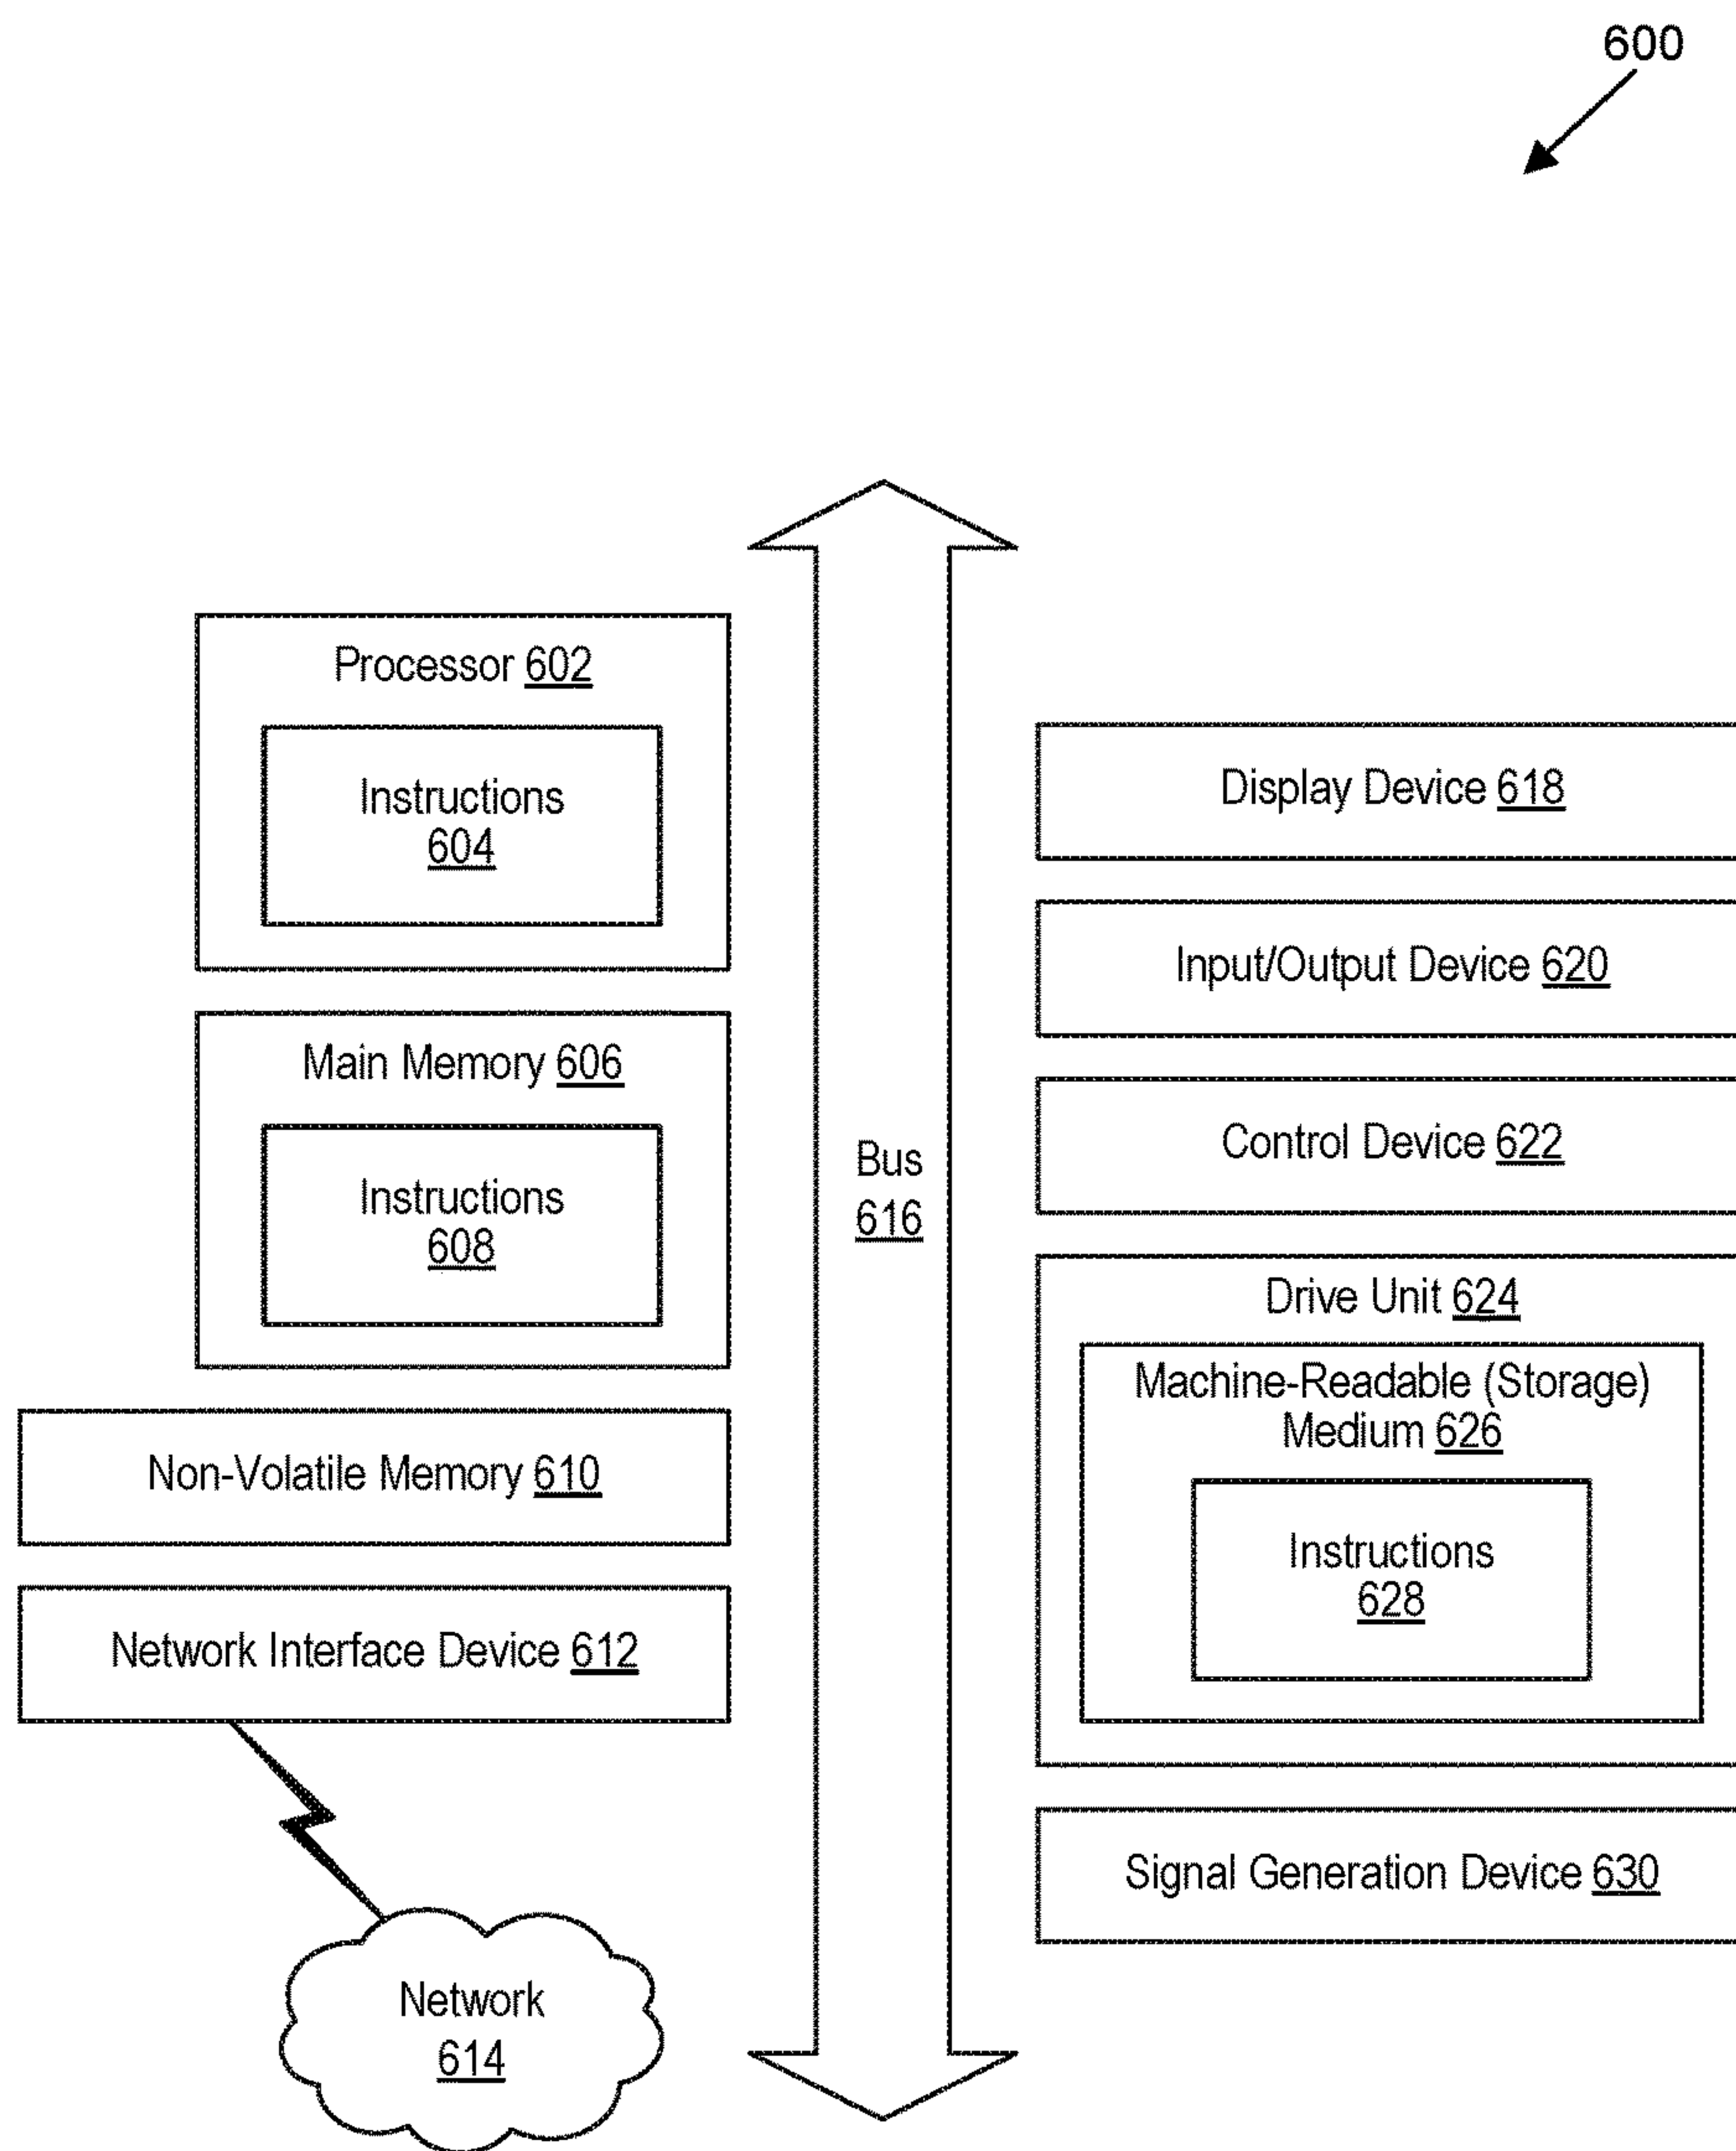 600
Processor 602
Instructions
604
Main Memory 606
Instructions
608
Non-Volatile Memory 610
Network Interface Device 612
Network
614
Bus
616
Display Device 618
Input/Output Device 620
Control Device 622
Drive Unit 624
Machine-Readable (Storage)
Medium 626
Instructions
628
Signal Generation Device 630